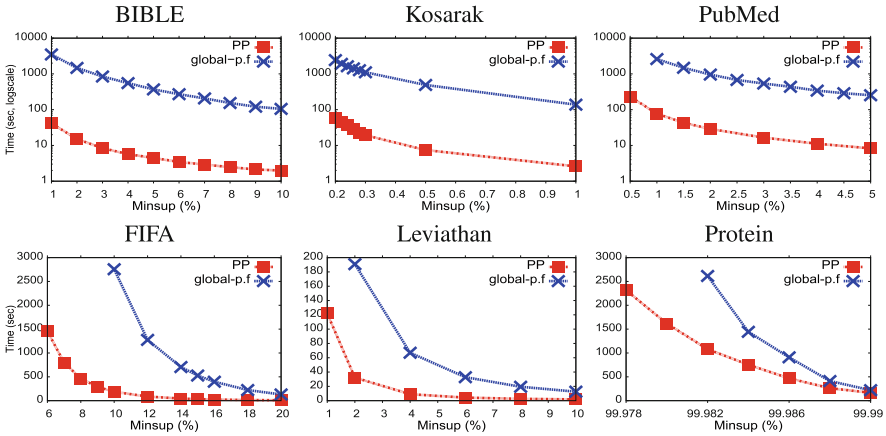 BIBLE
Kosarak
PubMed
10000
1000
100
10
1
Time (sec, logscale)
PP
global-p.f
1 2 3 4 5 6 7 8 9 10
Minsup (%)
10000
1000
100
10
1
PP
global-p.f
0.2 0.3 0.4 0.5 0.6 0.7 0.8 0.9 1
Minsup (%)
10000
1000
100
10
1
PP
global-p.f
0.5 1 1.5 2 2.5 3 3.5 4 4.5 5
Minsup (%)
FIFA
Leviathan
Protein
3000
2500
2000
1500
1000
500
0
Time (sec)
PP
global-p.f
6 8 10 12 14 16 18 20
Minsup (%)
200
180
160
140
120
100
80
60
40
20
0
PP
global-p.f
1 2 3 4 5 6 7 8 9 10
Minsup (%)
3000
2500
2000
1500
1000
500
0
PP
global-p.f
99.978 99.982 99.986 99.99
Minsup (%)